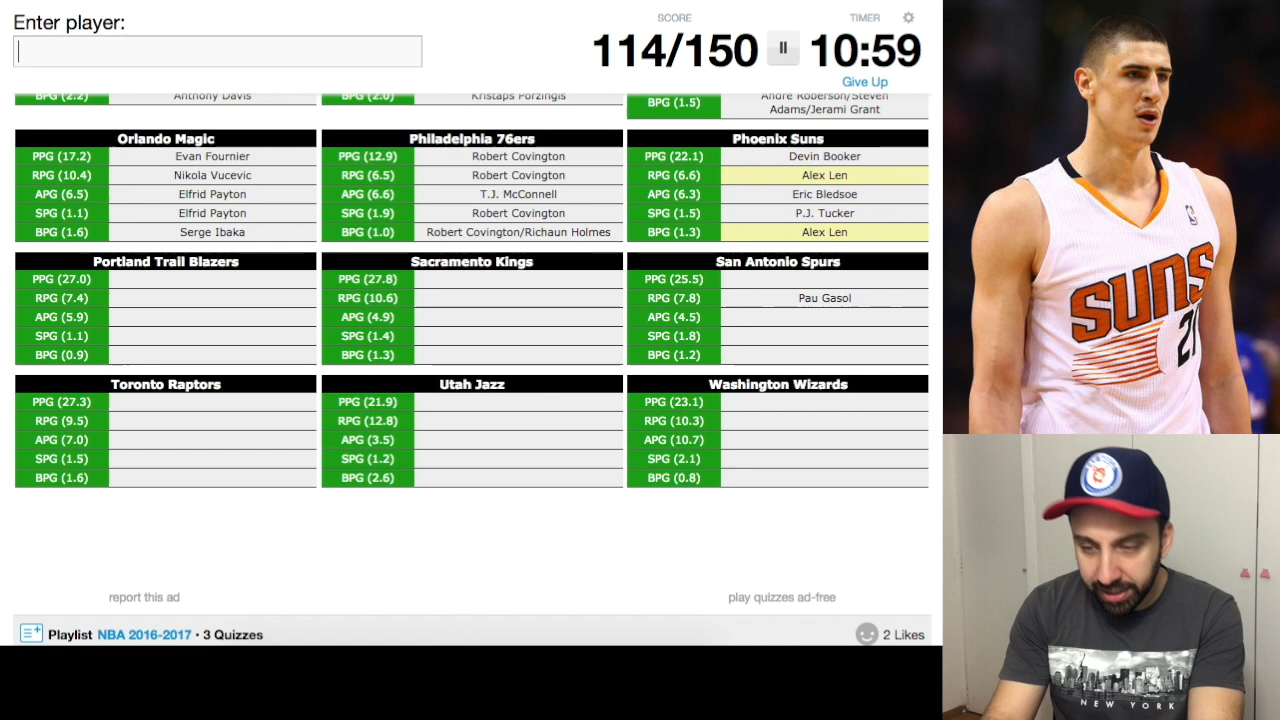 Enter player:
SCORE
114/150
TIMER
10:59
Give Up
BPG (2.2) Anthony Davis
BPG (2.0) Kristaps Porzingis
BPG (1.5) Andre Roberson/Steven
Adams/Jerami Grant
Orlando Magic
PPG (17.2) Evan Fournier
RPG (10.4) Nikola Vucevic
APG (6.5) Elfrid Payton
SPG (1.1) Elfrid Payton
BPG (1.6) Serge Ibaka
Philadelphia 76ers
PPG (12.9) Robert Covington
RPG (6.5) Robert Covington
APG (6.6) T.J. McConnell
SPG (1.9) Robert Covington
BPG (1.0) Robert Covington/Richaun Holmes
Phoenix Suns
PPG (22.1) Devin Booker
RPG (6.6) Alex Len
APG (6.3) Eric Bledsoe
SPG (1.5) P.J. Tucker
BPG (1.3) Alex Len
Portland Trail Blazers
PPG (27.0)
RPG (7.4)
APG (5.9)
SPG (1.1)
BPG (0.9)
Sacramento Kings
PPG (27.8)
RPG (10.6)
APG (4.9)
SPG (1.4)
BPG (1.3)
San Antonio Spurs
PPG (25.5)
RPG (7.8) Pau Gasol
APG (4.5)
SPG (1.8)
BPG (1.2)
Toronto Raptors
PPG (27.3)
RPG (9.5)
APG (7.0)
SPG (1.5)
BPG (1.6)
Utah Jazz
PPG (21.9)
RPG (12.8)
APG (3.5)
SPG (1.2)
BPG (2.6)
Washington Wizards
PPG (23.1)
RPG (10.3)
APG (10.7)
SPG (2.1)
BPG (0.8)
report this ad
play quizzes ad-free
Playlist NBA 2016-2017 • 3 Quizzes
2 Likes
SUNS
21
NEW YORK